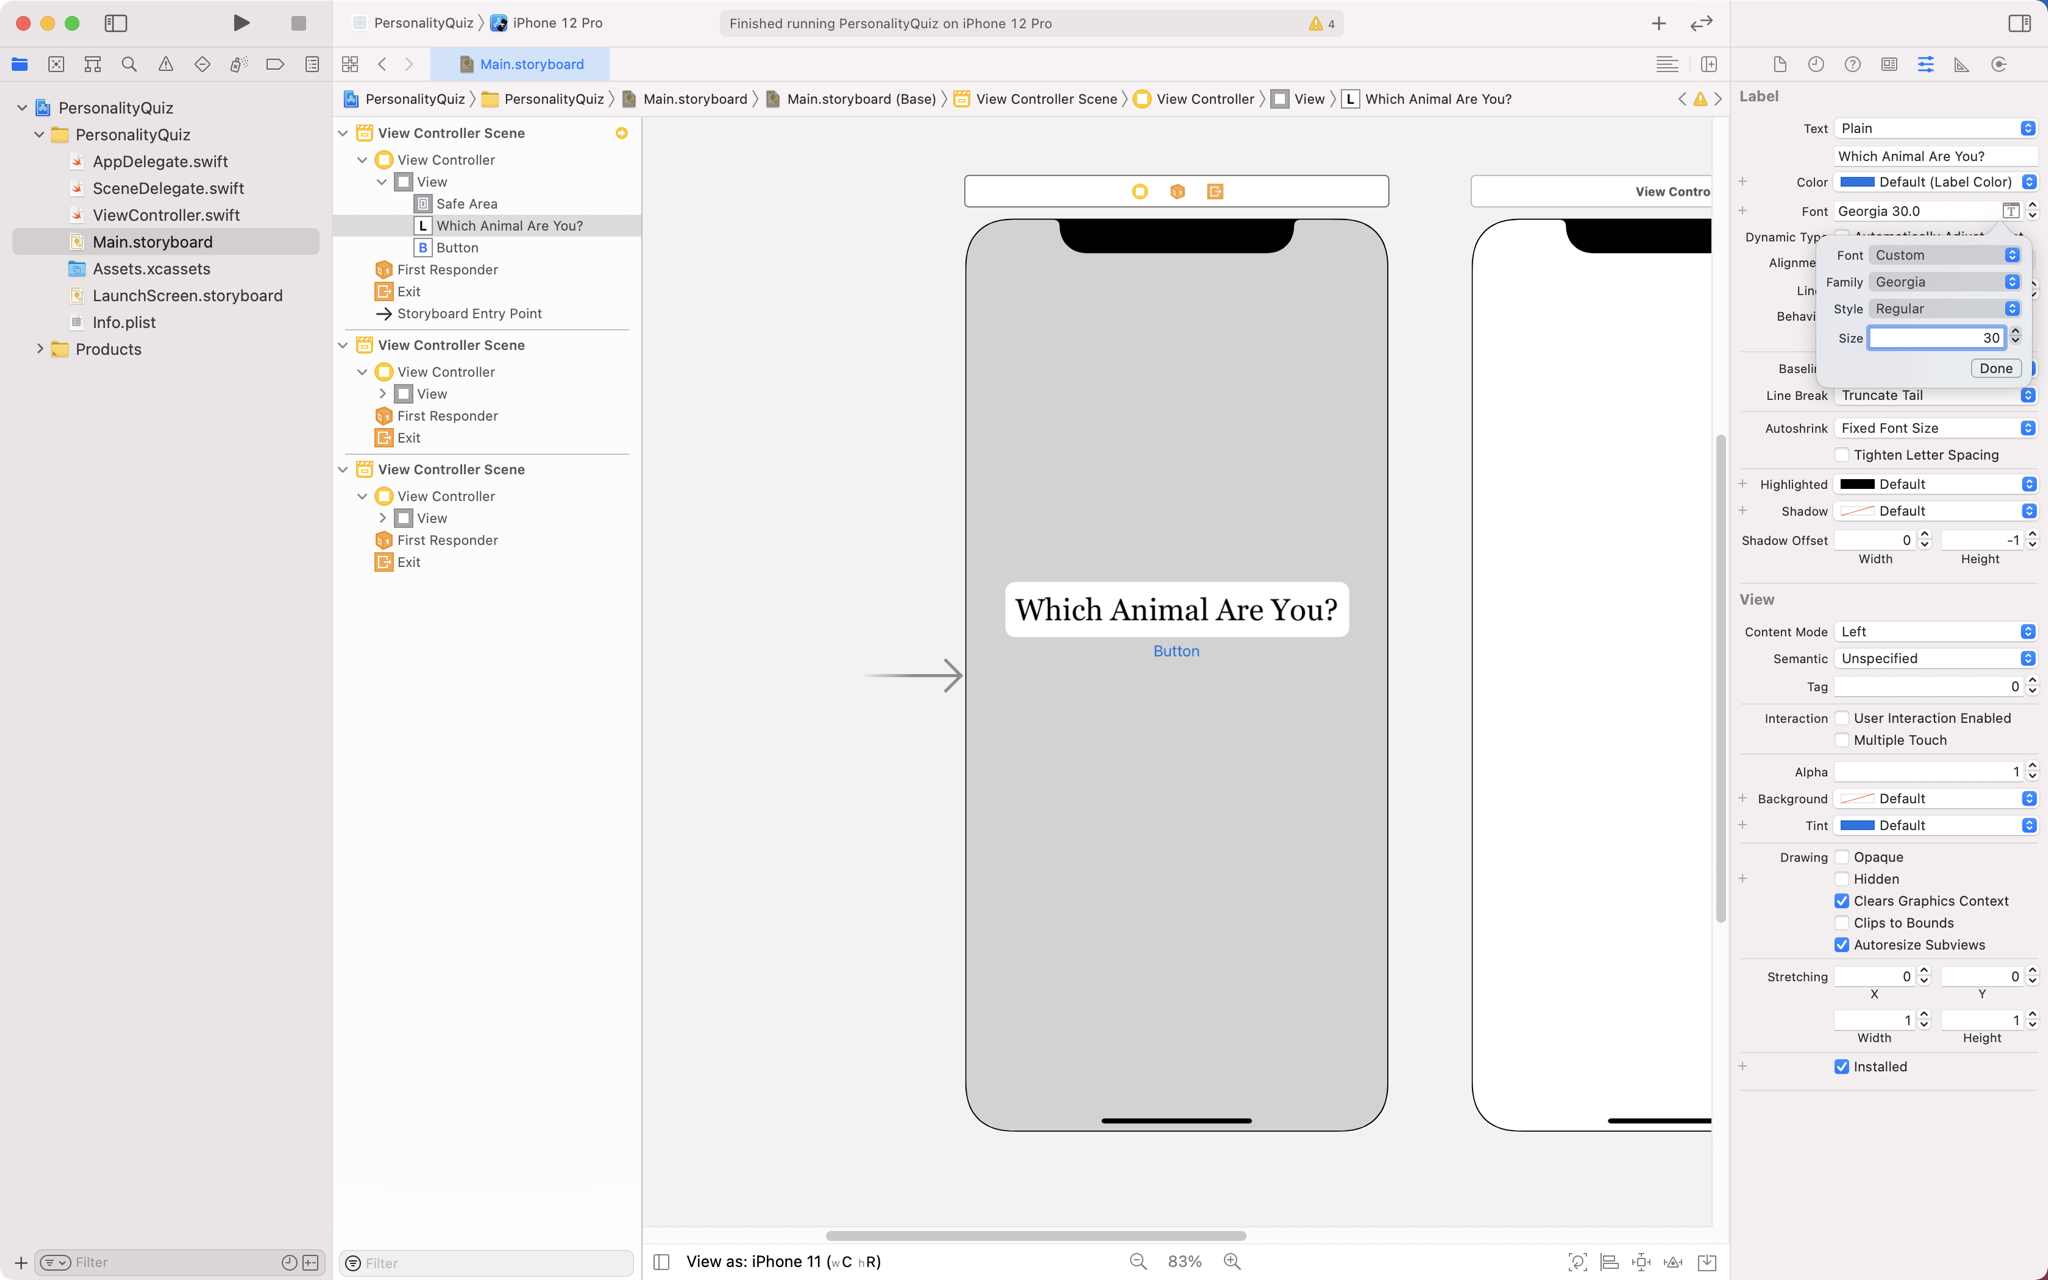 PersonalityQuiz
iPhone 12 Pro
Finished running PersonalityQuiz on iPhone 12 Pro
4
Main.storyboard
PersonalityQuiz
PersonalityQuiz
Main.storyboard
Main.storyboard (Base)
View Controller Scene
View Controller
View
L
Which Animal Are You?
PersonalityQuiz
PersonalityQuiz
AppDelegate.swift
SceneDelegate.swift
ViewController.swift
Main.storyboard
Assets.xcassets
LaunchScreen.storyboard
Info.plist
Products
Filter
View Controller Scene
View Controller
View
Safe Area
L Which Animal Are You?
B Button
First Responder
Exit
Storyboard Entry Point
View Controller Scene
View Controller
View
First Responder
Exit
View Controller Scene
View Controller
View
First Responder
Exit
Filter
View Contro
Which Animal Are You?
Button
View as: iPhone 11 (wC hR)
83%
Label
Text Plain
Which Animal Are You?
Color Default (Label Color)
Font Georgia 30.0
Dynamic Type
Font Custom
Family Georgia
Style Regular
Size 30
Done
Line Break Truncate Tail
Autoshrink Fixed Font Size
Tighten Letter Spacing
Highlighted Default
Shadow Default
Shadow Offset 0 -1
Width Height
View
Content Mode Left
Semantic Unspecified
Tag 0
Interaction User Interaction Enabled
Multiple Touch
Alpha 1
Background Default
Tint Default
Drawing Opaque
Hidden
Clears Graphics Context
Clips to Bounds
Autoresize Subviews
Stretching 0 0
X Y
1 1
Width Height
Installed